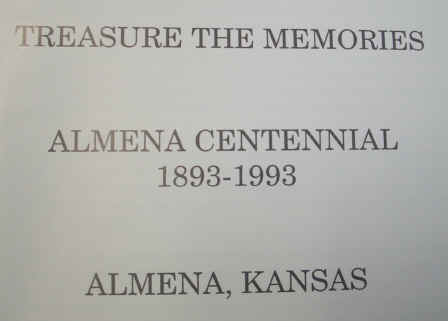 TREASURE THE MEMORIES
ALMENA CENTENNIAL
1893-1993
ALMENA, KANSAS